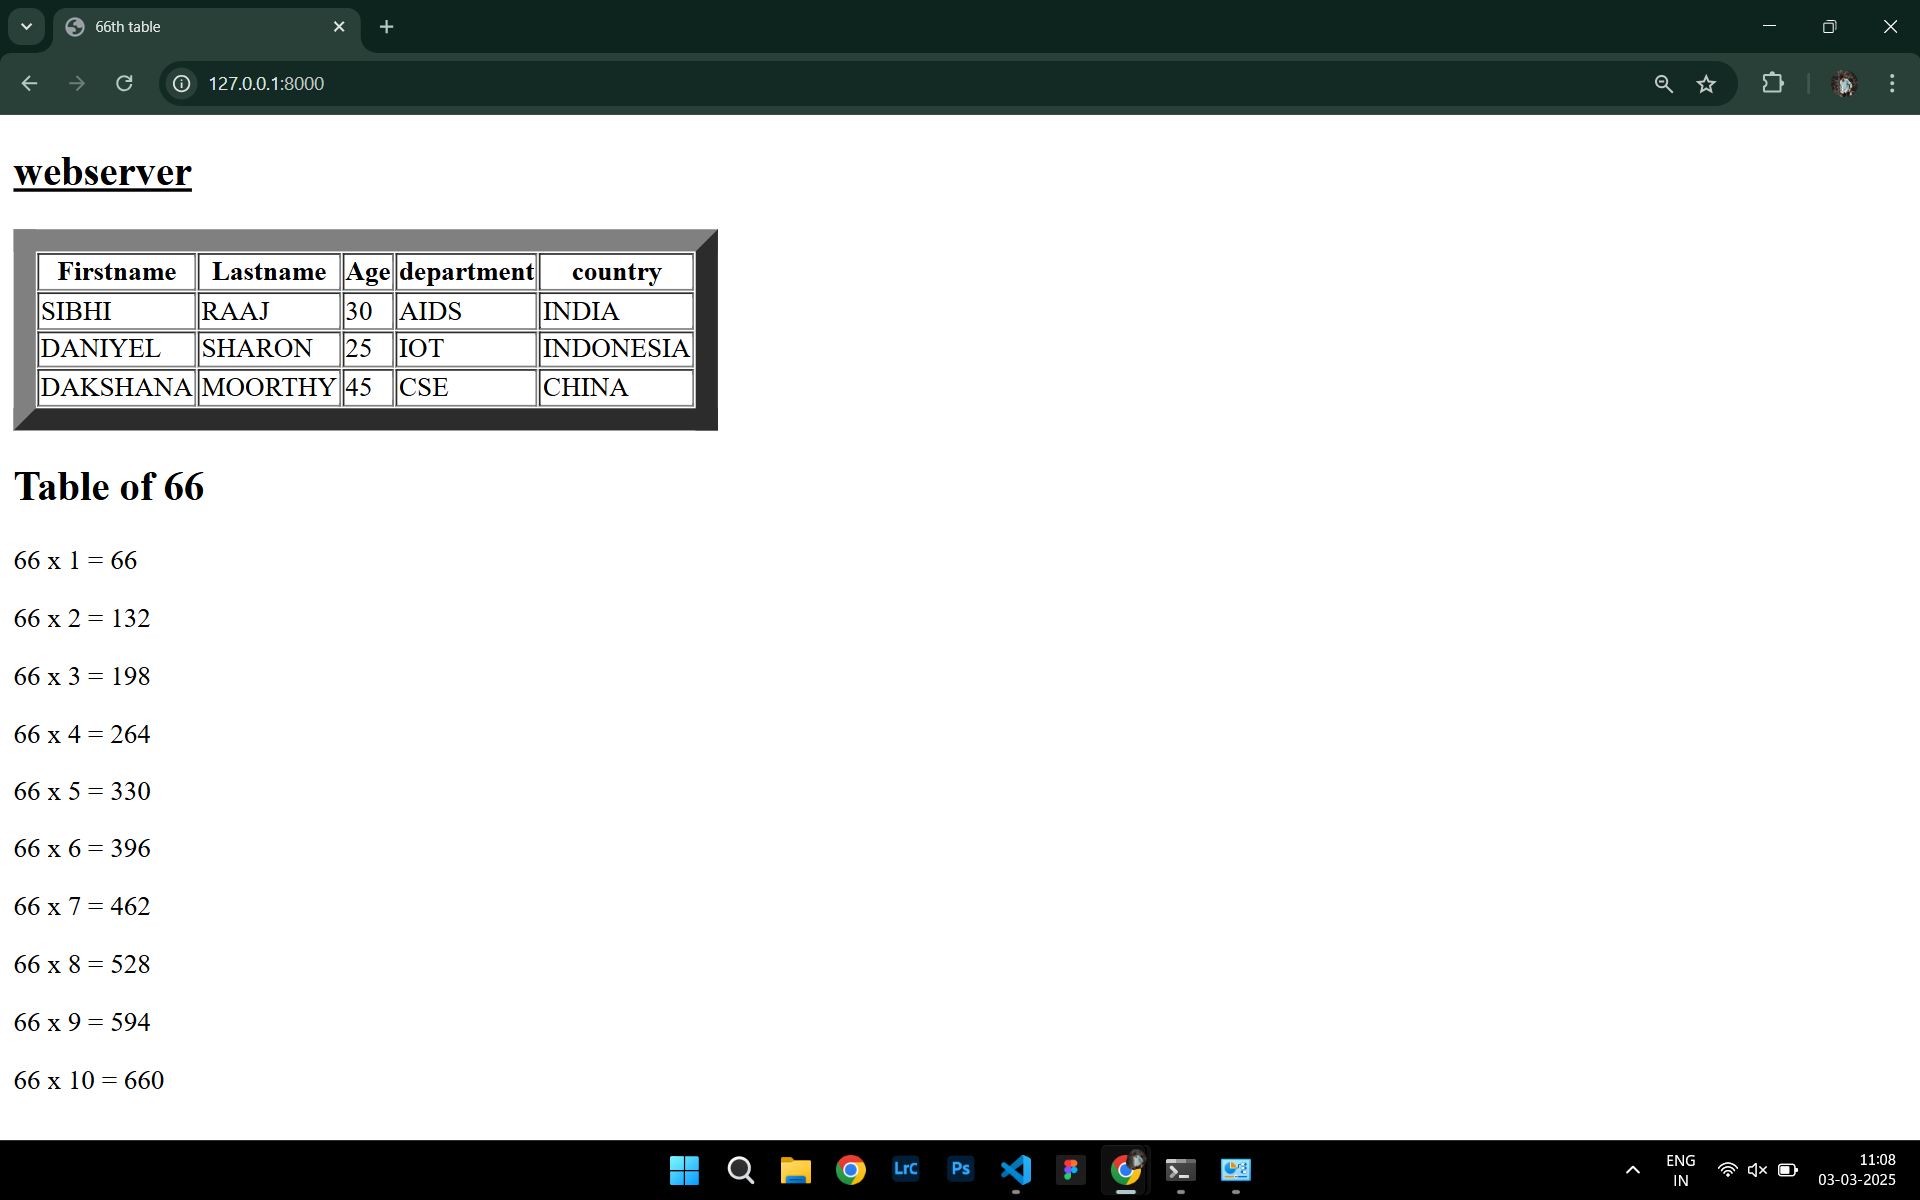 66th table
127.0.0.1:8000
webserver
Firstname Lastname Age department country
SIBHI RAAJ 30 AIDS INDIA
DANIYEL SHARON 25 IOT INDONESIA
DAKSHANA MOORTHY 45 CSE CHINA
Table of 66
66 x 1 = 66
66 x 2 = 132
66 x 3 = 198
66 x 4 = 264
66 x 5 = 330
66 x 6 = 396
66 x 7 = 462
66 x 8 = 528
66 x 9 = 594
66 x 10 = 660
LrC Ps
ENG 11:08
IN 03-03-2025